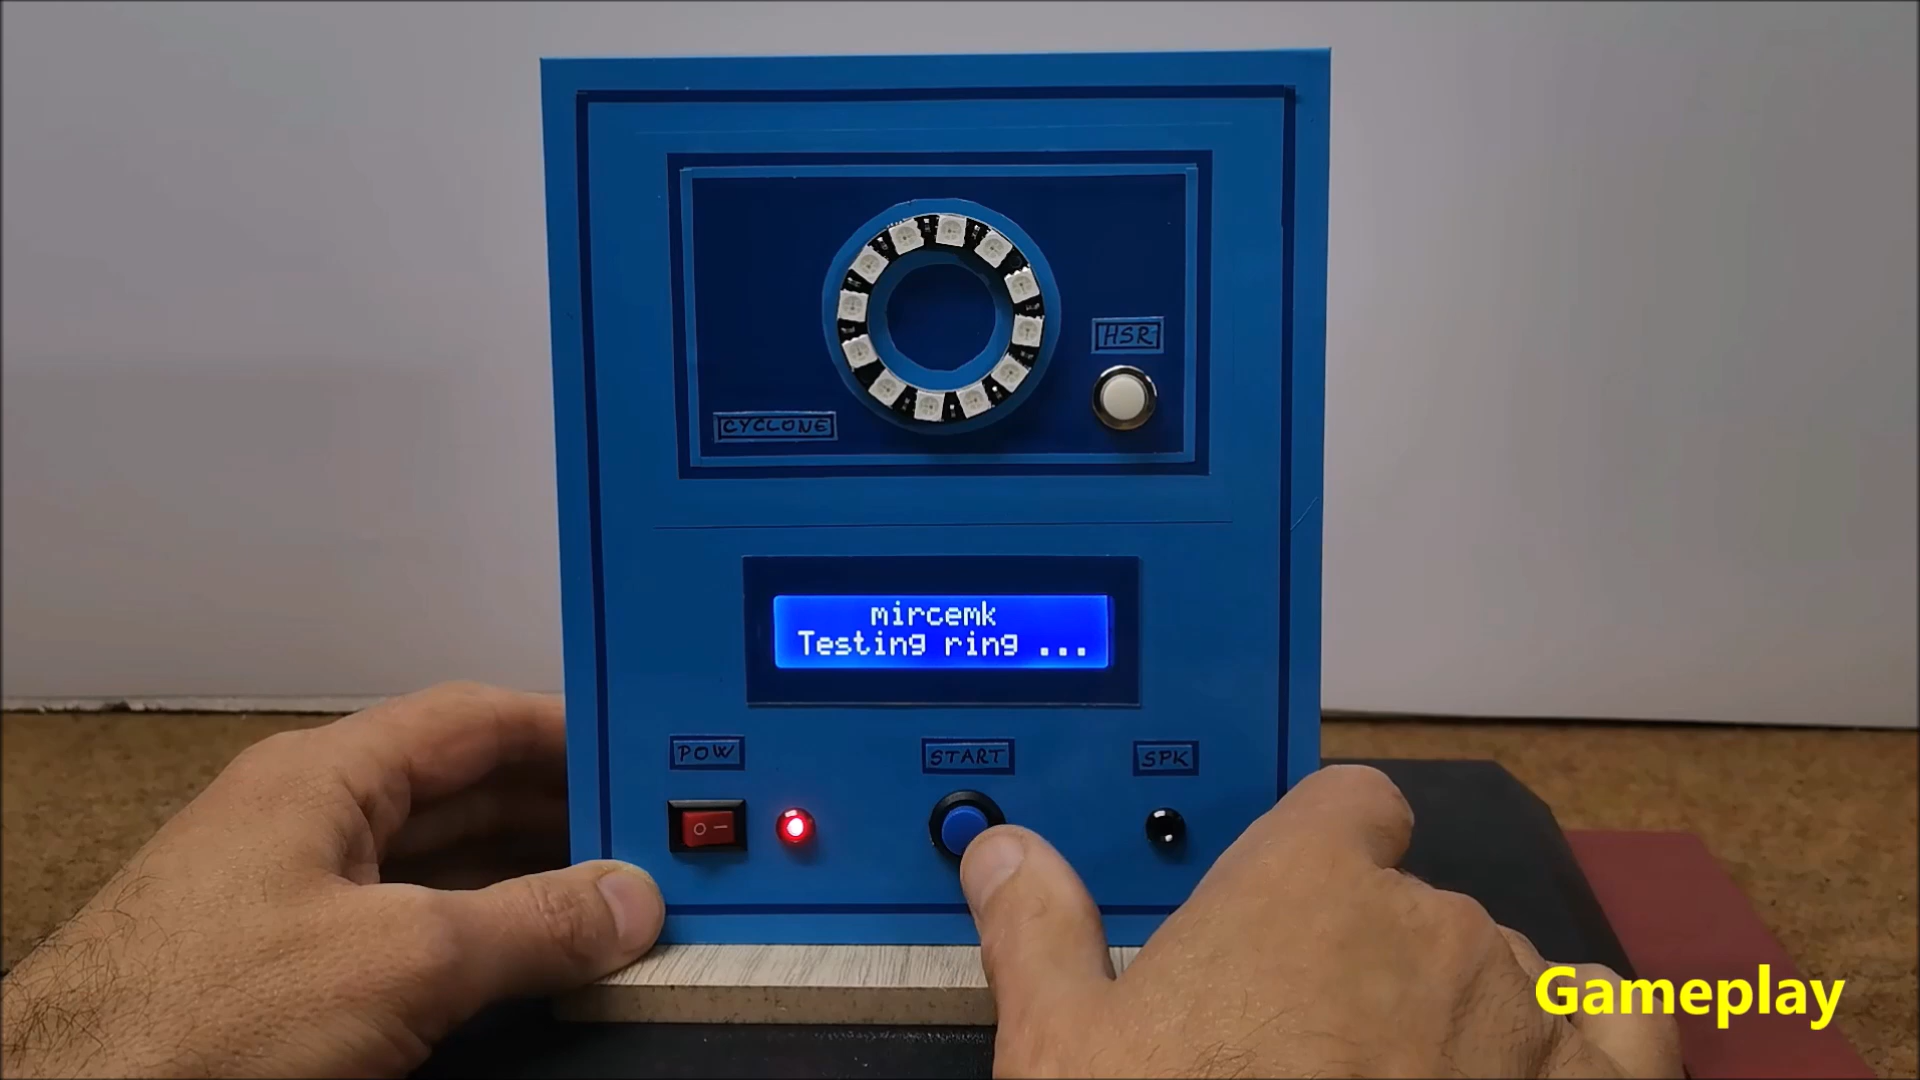 HSR
CYCLONE
mircemk
Testing ring ...
POW
START
SPK
Gameplay